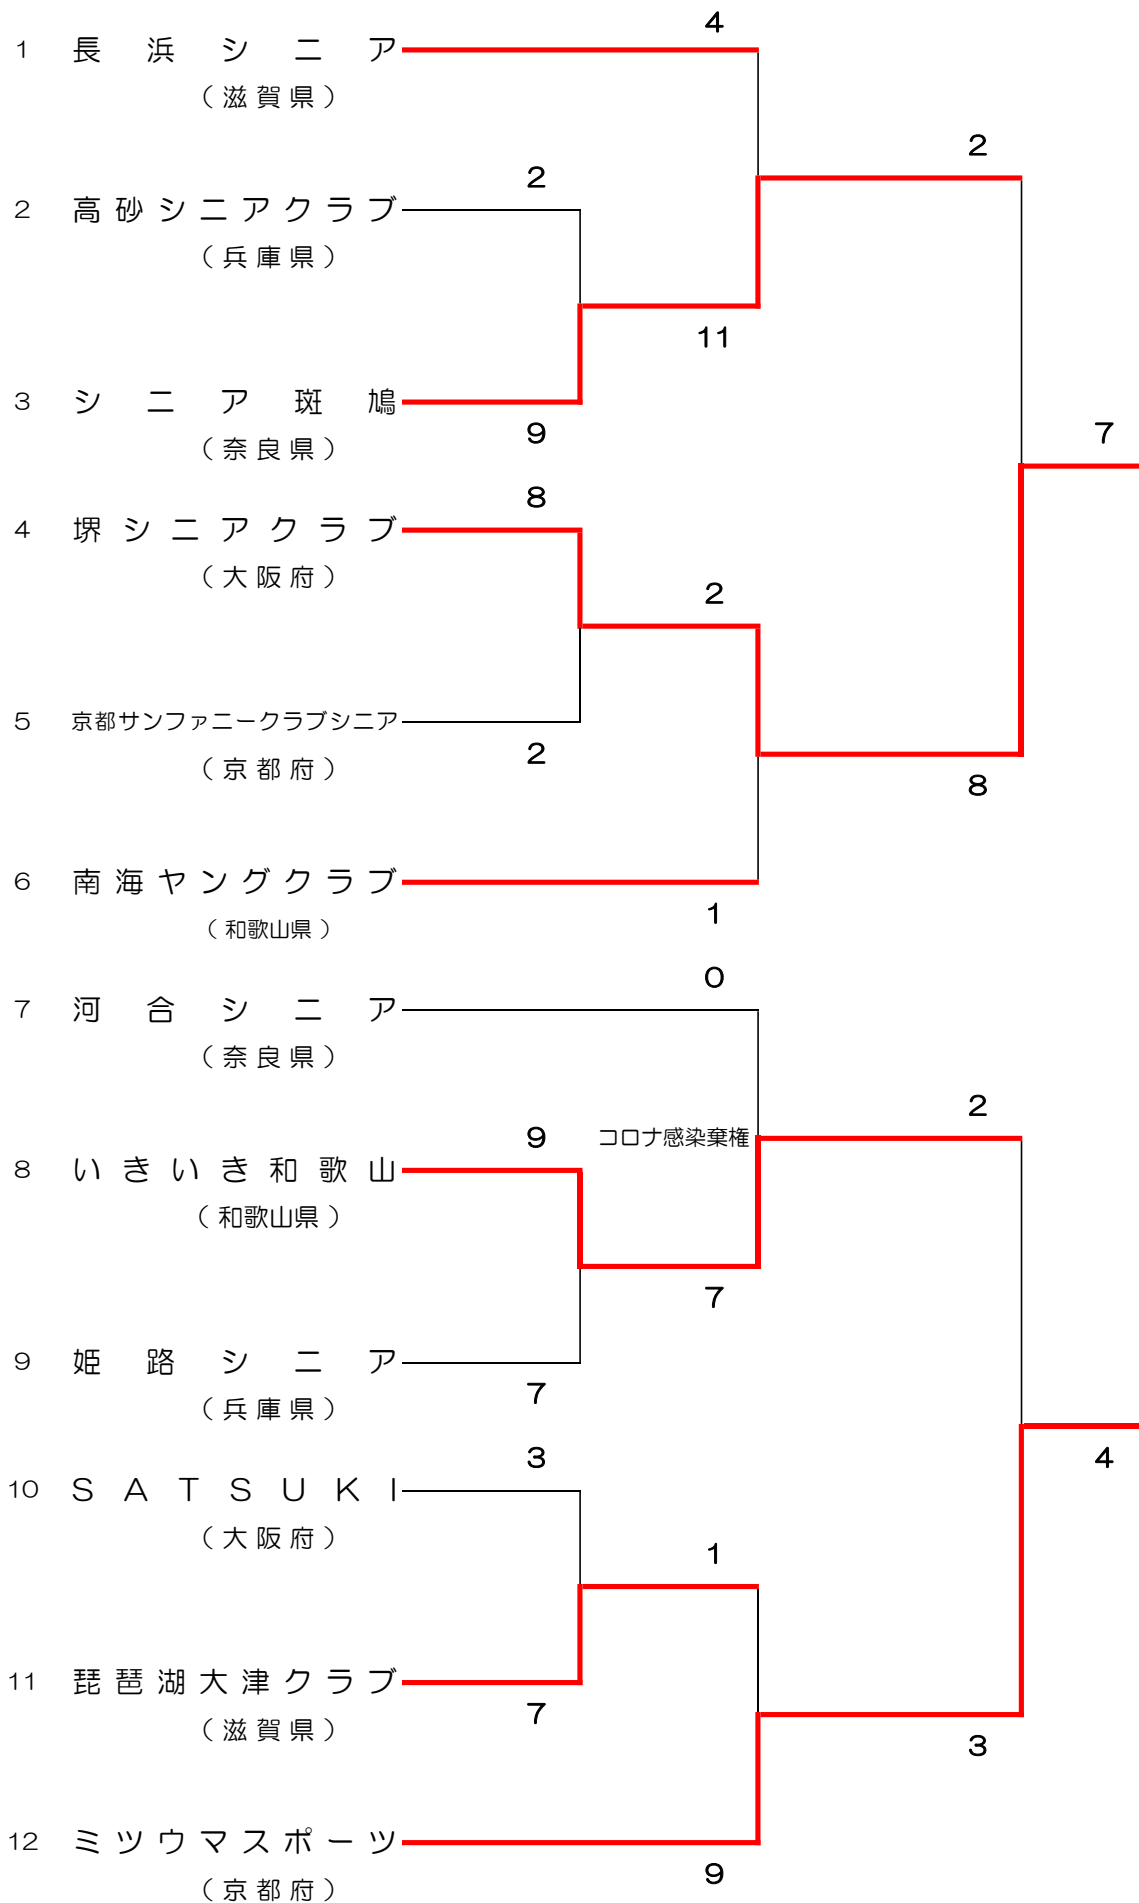 4
1 長浜シニア
（滋賀県）
2
2
2 高砂シニアクラブ
（兵庫県）
11
3 シニア斑鳩
9
7
（奈良県）
8
4 堺シニアクラブ
（大阪府）
2
5 京都サンファニークラブシニア
2
（京都府）
8
6 南海ヤングクラブ
1
（和歌山県）
0
7 河合シニア
（奈良県）
2
9 コロナ感染棄権
8 いきいき和歌山
（和歌山県）
7
9 姫路シニア
7
（兵庫県）
3
4
10 SATSUKI
（大阪府）
1
11 琵琶湖大津クラブ
7
（滋賀県）
3
12 ミツウマスポーツ
9
（京都府）